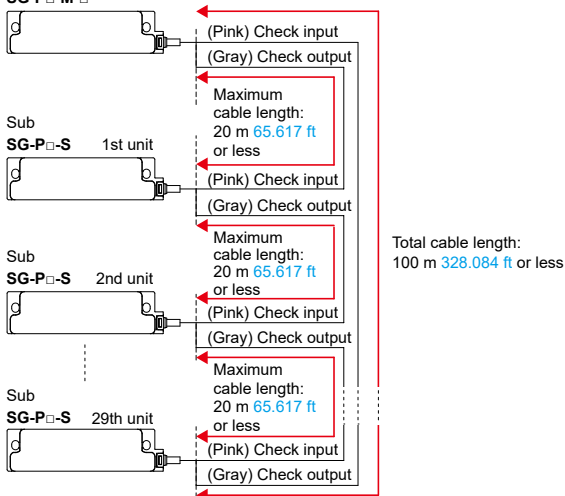 (Pink) Check input
(Gray) Check output
Maximum
cable length:
20 m 65.617 ft
or less
Sub
SG-P□-S 1st unit
(Pink) Check input
(Gray) Check output
Maximum
cable length:
20 m 65.617 ft
or less
Total cable length:
100 m 328.084 ft or less
Sub
SG-P□-S 2nd unit
(Pink) Check input
(Gray) Check output
Maximum
cable length:
20 m 65.617 ft
or less
Sub
SG-P□-S 29th unit
(Pink) Check input
(Gray) Check output